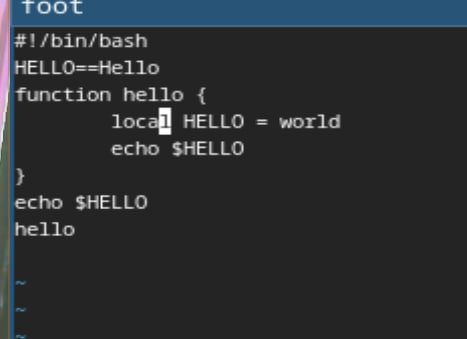 foot
#!/bin/bash
HELLO==Hello
function hello {
        local HELLO = world
        echo $HELLO
}
echo $HELLO
hello
~
~
~